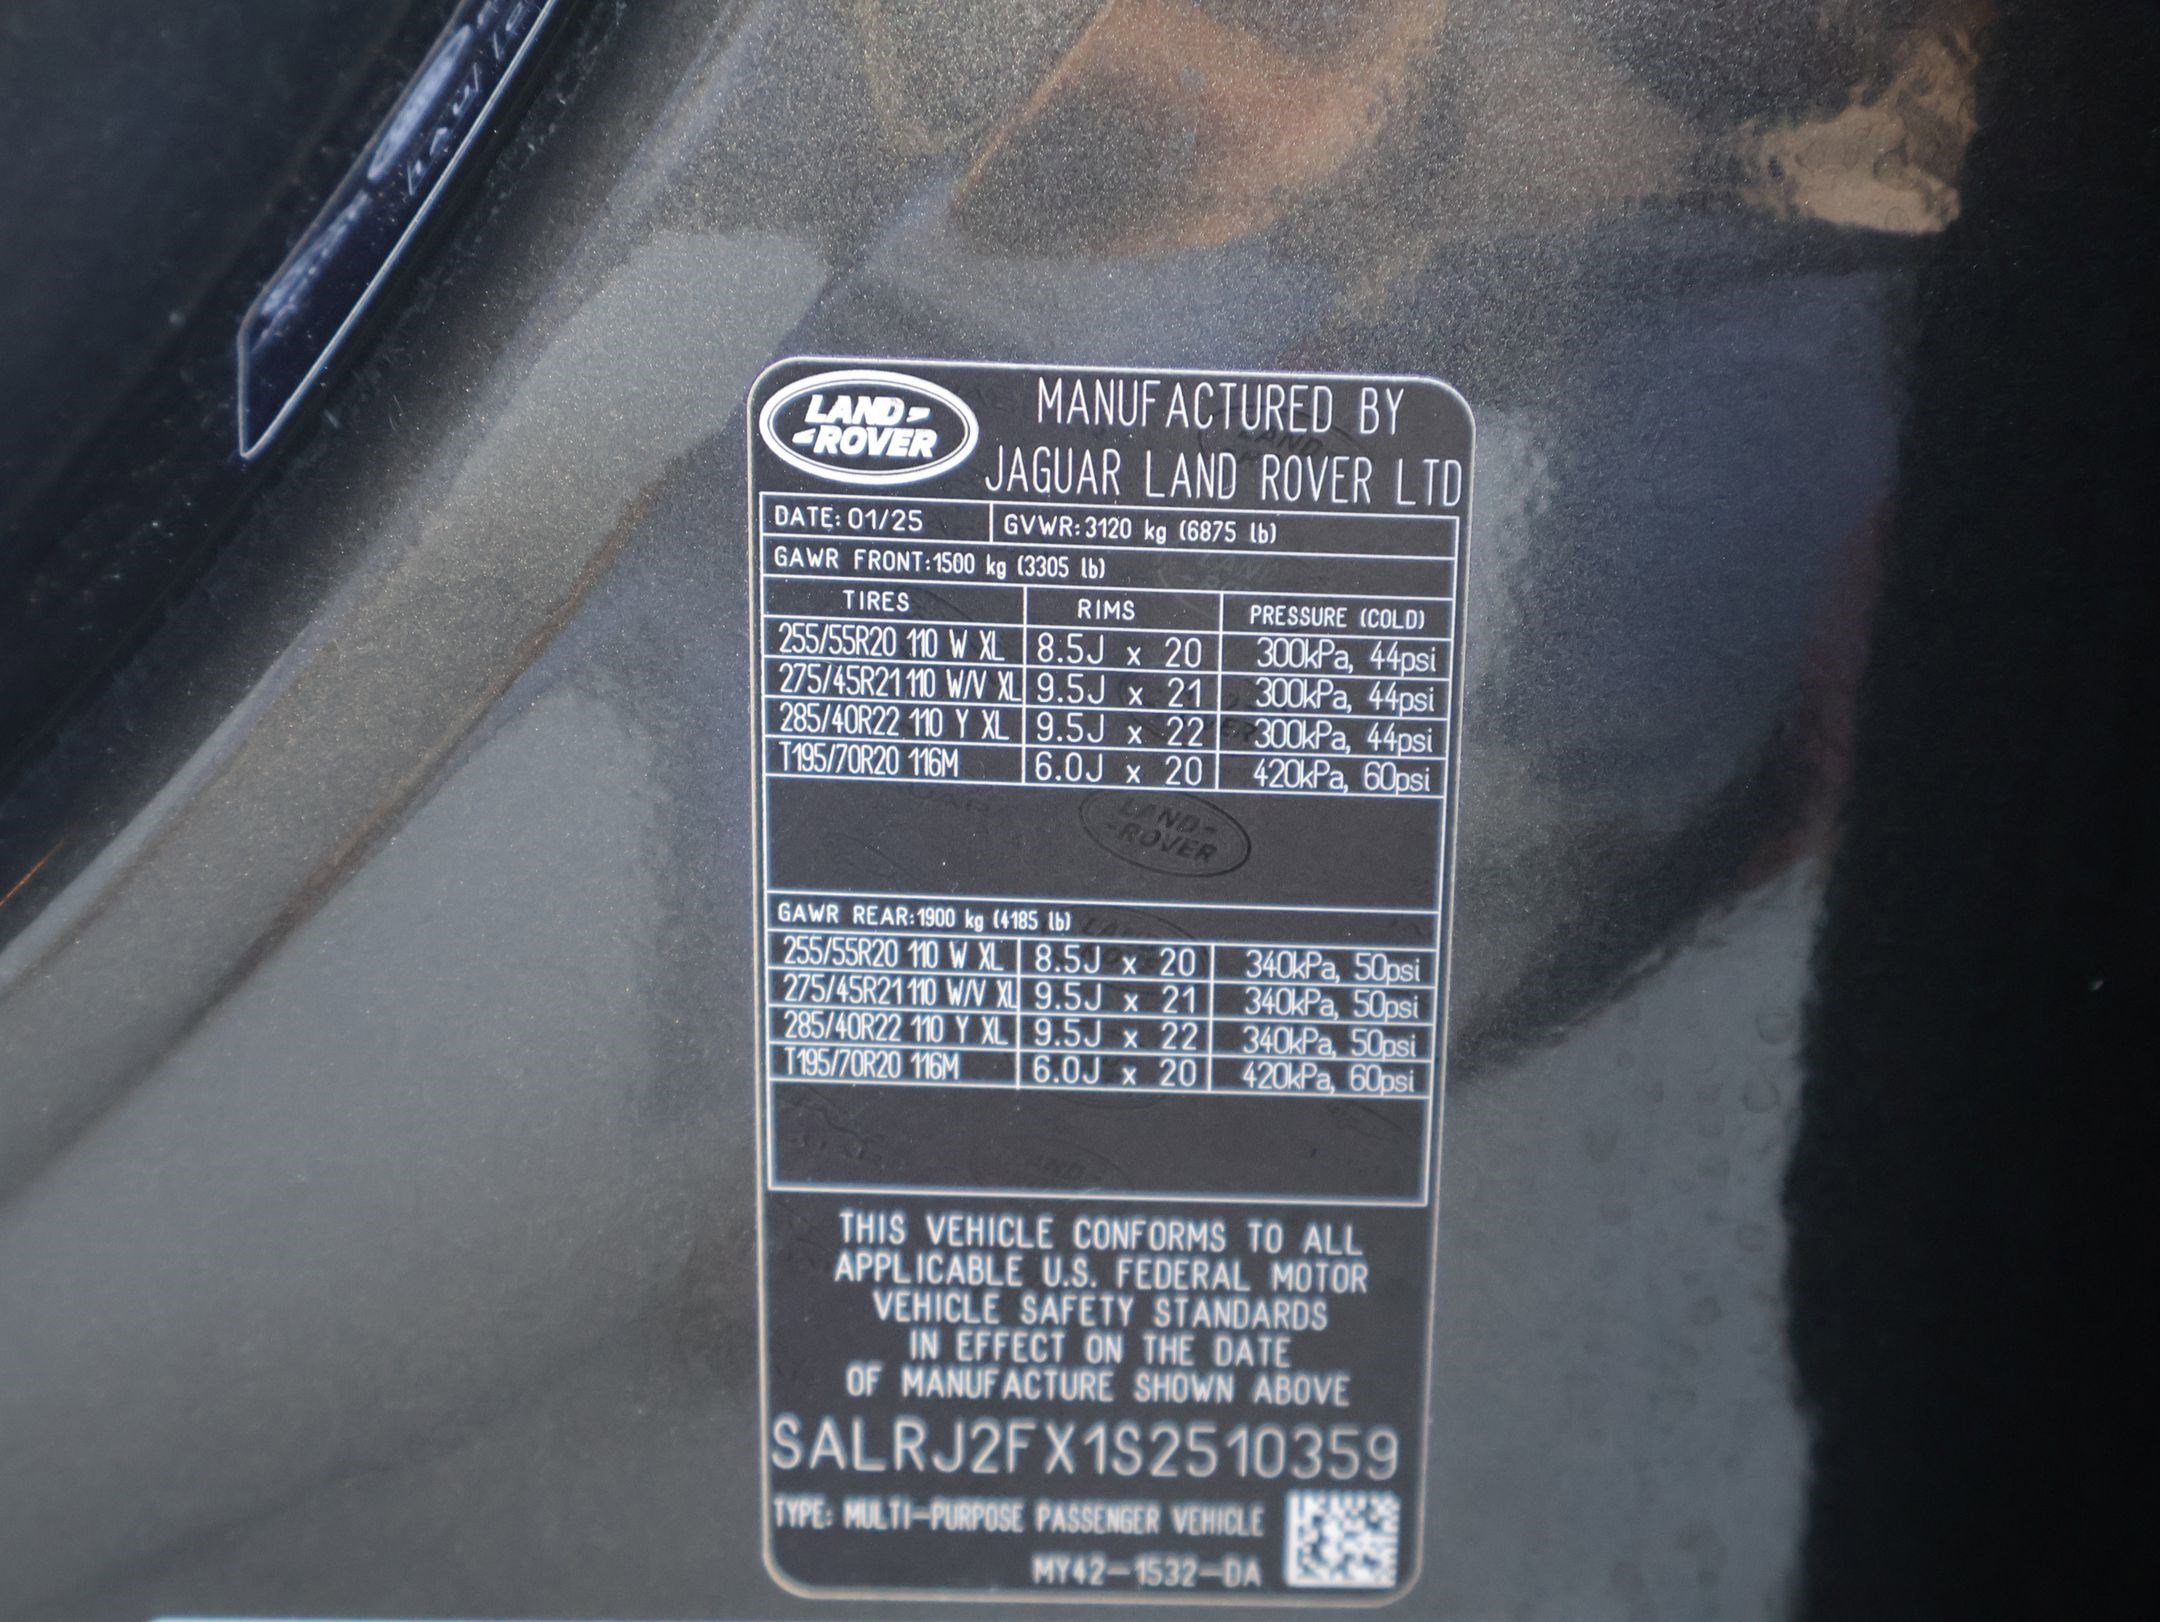 LAND-
-ROVER
MANUFACTURED BY
JAGUAR LAND ROVER LTD
DATE: 01/25 GVWR: 3120 kg (6875 lb)
GAWR FRONT: 1500 kg (3305 lb)
TIRES RIMS PRESSURE (COLD)
255/55R20 110 W XL 8.5J x 20 300kPa, 44psi
275/45R21 110 W/V XL 9.5J x 21 300kPa, 44psi
285/40R22 110 Y XL 9.5J x 22 300kPa, 44psi
T195/70R20 116M 6.0J x 20 420kPa, 60psi
LAND-
-ROVER
GAWR REAR: 1900 kg (4185 lb)
255/55R20 110 W XL 8.5J x 20 340kPa, 50psi
275/45R21 110 W/V XL 9.5J x 21 340kPa, 50psi
285/40R22 110 Y XL 9.5J x 22 340kPa, 50psi
T195/70R20 116M 6.0J x 20 420kPa, 60psi
THIS VEHICLE CONFORMS TO ALL
APPLICABLE U.S. FEDERAL MOTOR
VEHICLE SAFETY STANDARDS
IN EFFECT ON THE DATE
OF MANUFACTURE SHOWN ABOVE
SALRJ2FX1S2510359
TYPE: MULTI-PURPOSE PASSENGER VEHICLE
MY42-1532-DA